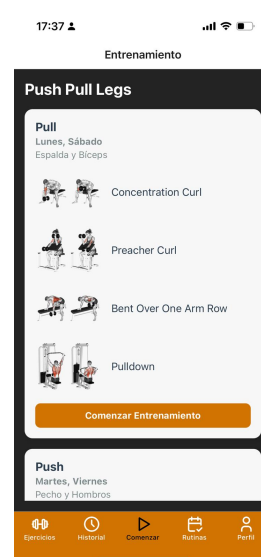 17:37
Entrenamiento
Push Pull Legs
Pull
Lunes, Sábado
Espalda y Bíceps
Concentration Curl
Preacher Curl
Bent Over One Arm Row
Pulldown
Comenzar Entrenamiento
Push
Martes, Viernes
Pecho y Hombros
Ejercicios Historial Comenzar Rutinas Perfil